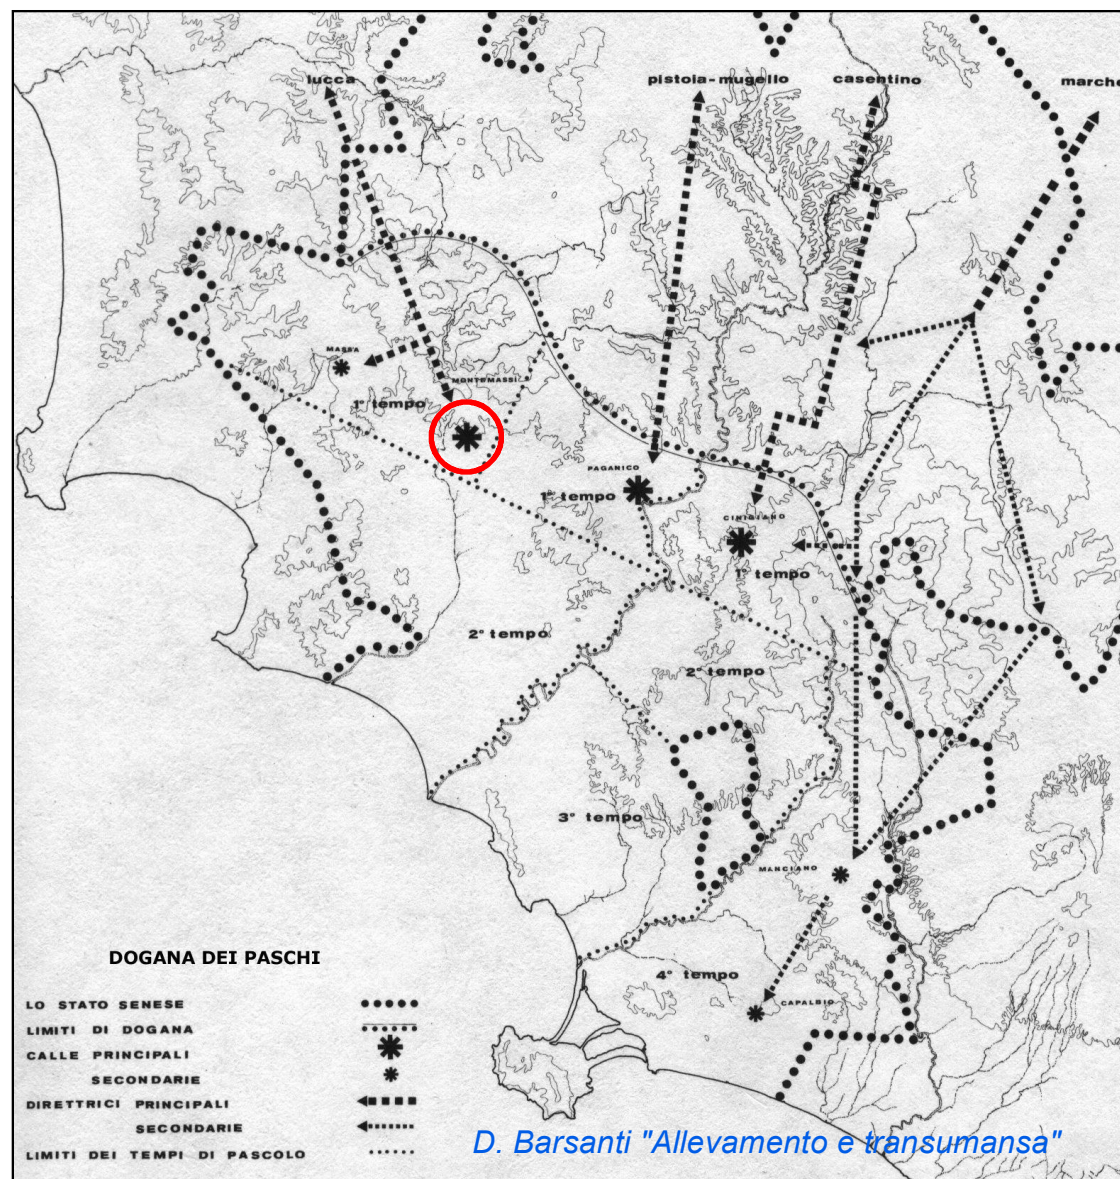 lucca
pistoia-mugello
casentino
marche
MASSA
MONTEMASSI
1° tempo
PAGANICO
1° tempo
CINIGIANO
1° tempo
2° tempo
2° tempo
3° tempo
MANCIANO
4° tempo
CAPALBIO
DOGANA DEI PASCHI
LO STATO SENESE
LIMITI DI DOGANA
CALLE PRINCIPALI
SECONDARIE
DIRETTRICI PRINCIPALI
SECONDARIE
LIMITI DEI TEMPI DI PASCOLO
D. Barsanti "Allevamento e transumansa"